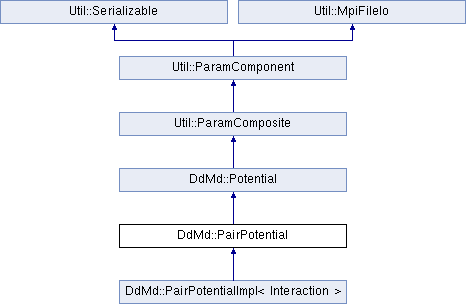 Util::Serializable
Util::MpiFileIo
Util::ParamComponent
Util::ParamComposite
DdMd::Potential
DdMd::PairPotential
DdMd::PairPotentialImpl< Interaction >